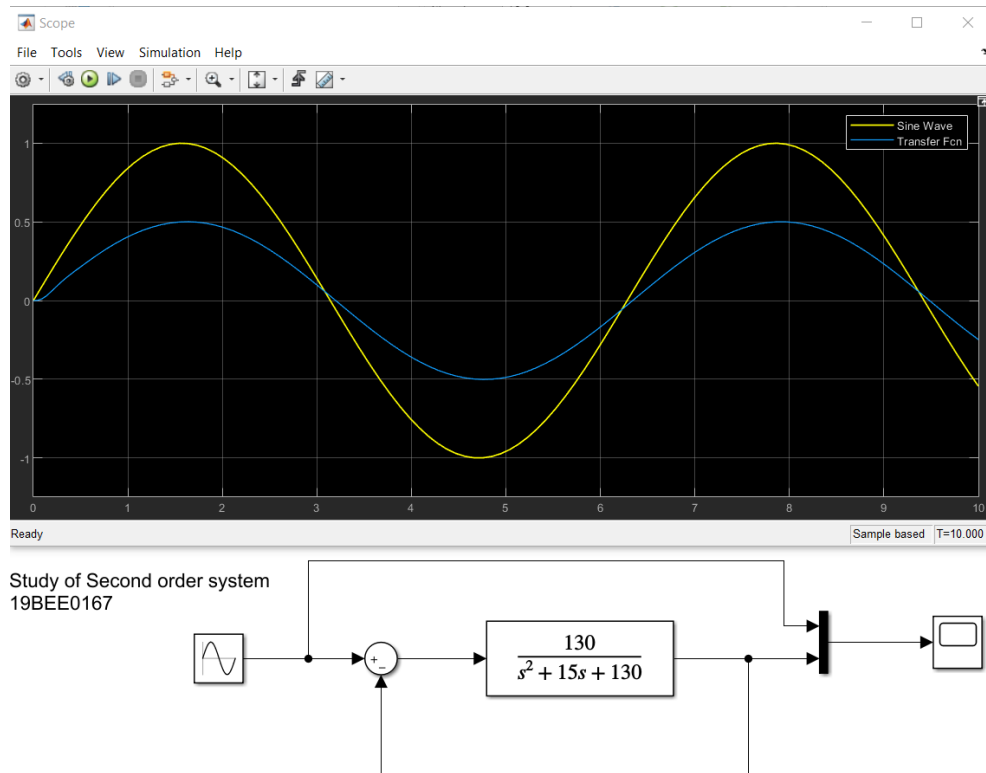 Scope
File Tools View Simulation Help
Sine Wave
Transfer Fcn
1
0.5
0
-0.5
-1
0 1 2 3 4 5 6 7 8 9 10
Ready Sample based T=10.000
Study of Second order system
19BEE0167
+
−
130
s² + 15s + 130